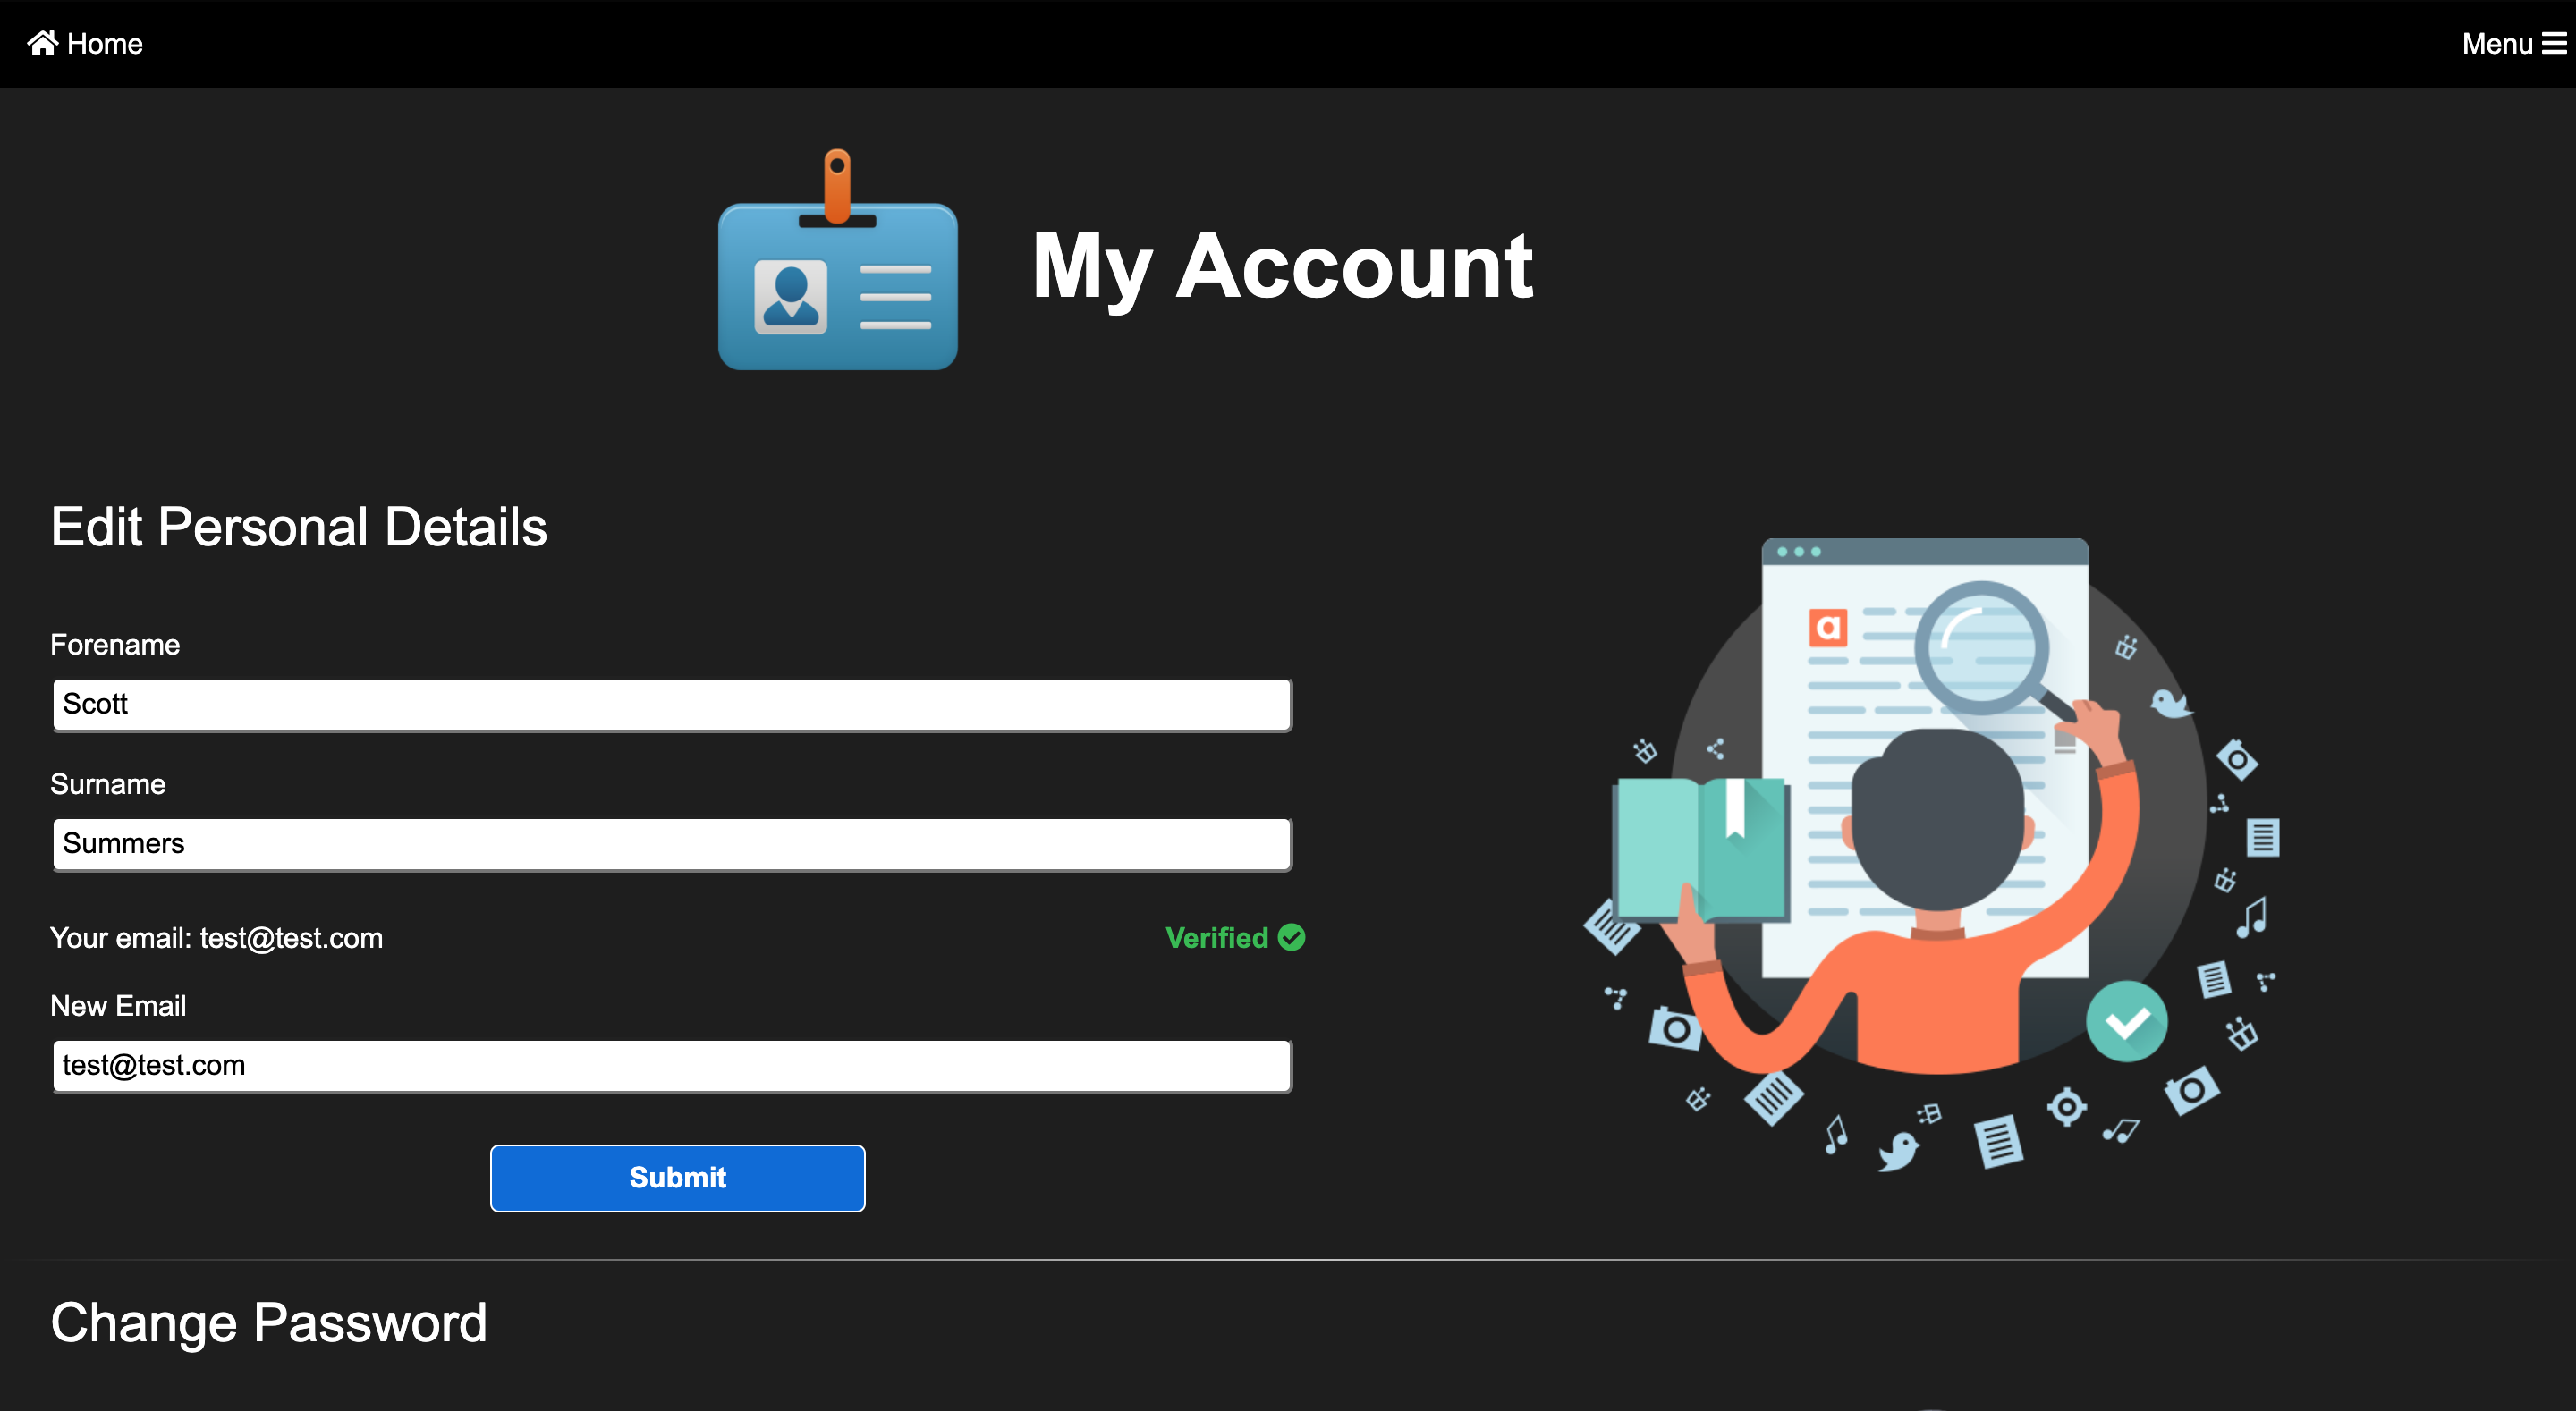 Home
Menu
My Account
Edit Personal Details
Forename
Scott
Surname
Summers
Your email: test@test.com
Verified
New Email
test@test.com
Submit
a
Change Password